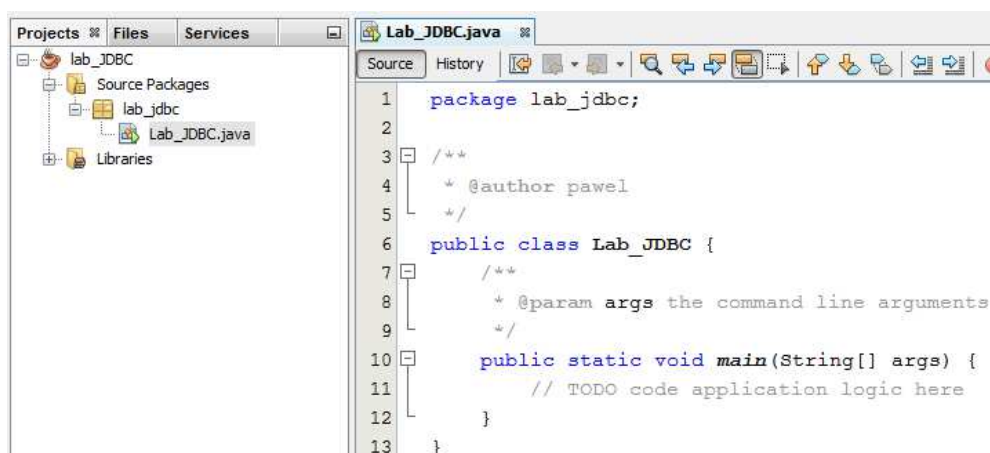 Projects Files Services
lab_JDBC
Source Packages
lab_jdbc
Lab_JDBC.java
Libraries
Lab_JDBC.java
Source History
1 package lab_jdbc;
2
3 /**
4 * @author pawel
5 */
6 public class Lab_JDBC {
7 /**
8 * @param args the command line arguments
9 */
10 public static void main(String[] args) {
11 // TODO code application logic here
12 }
13 }